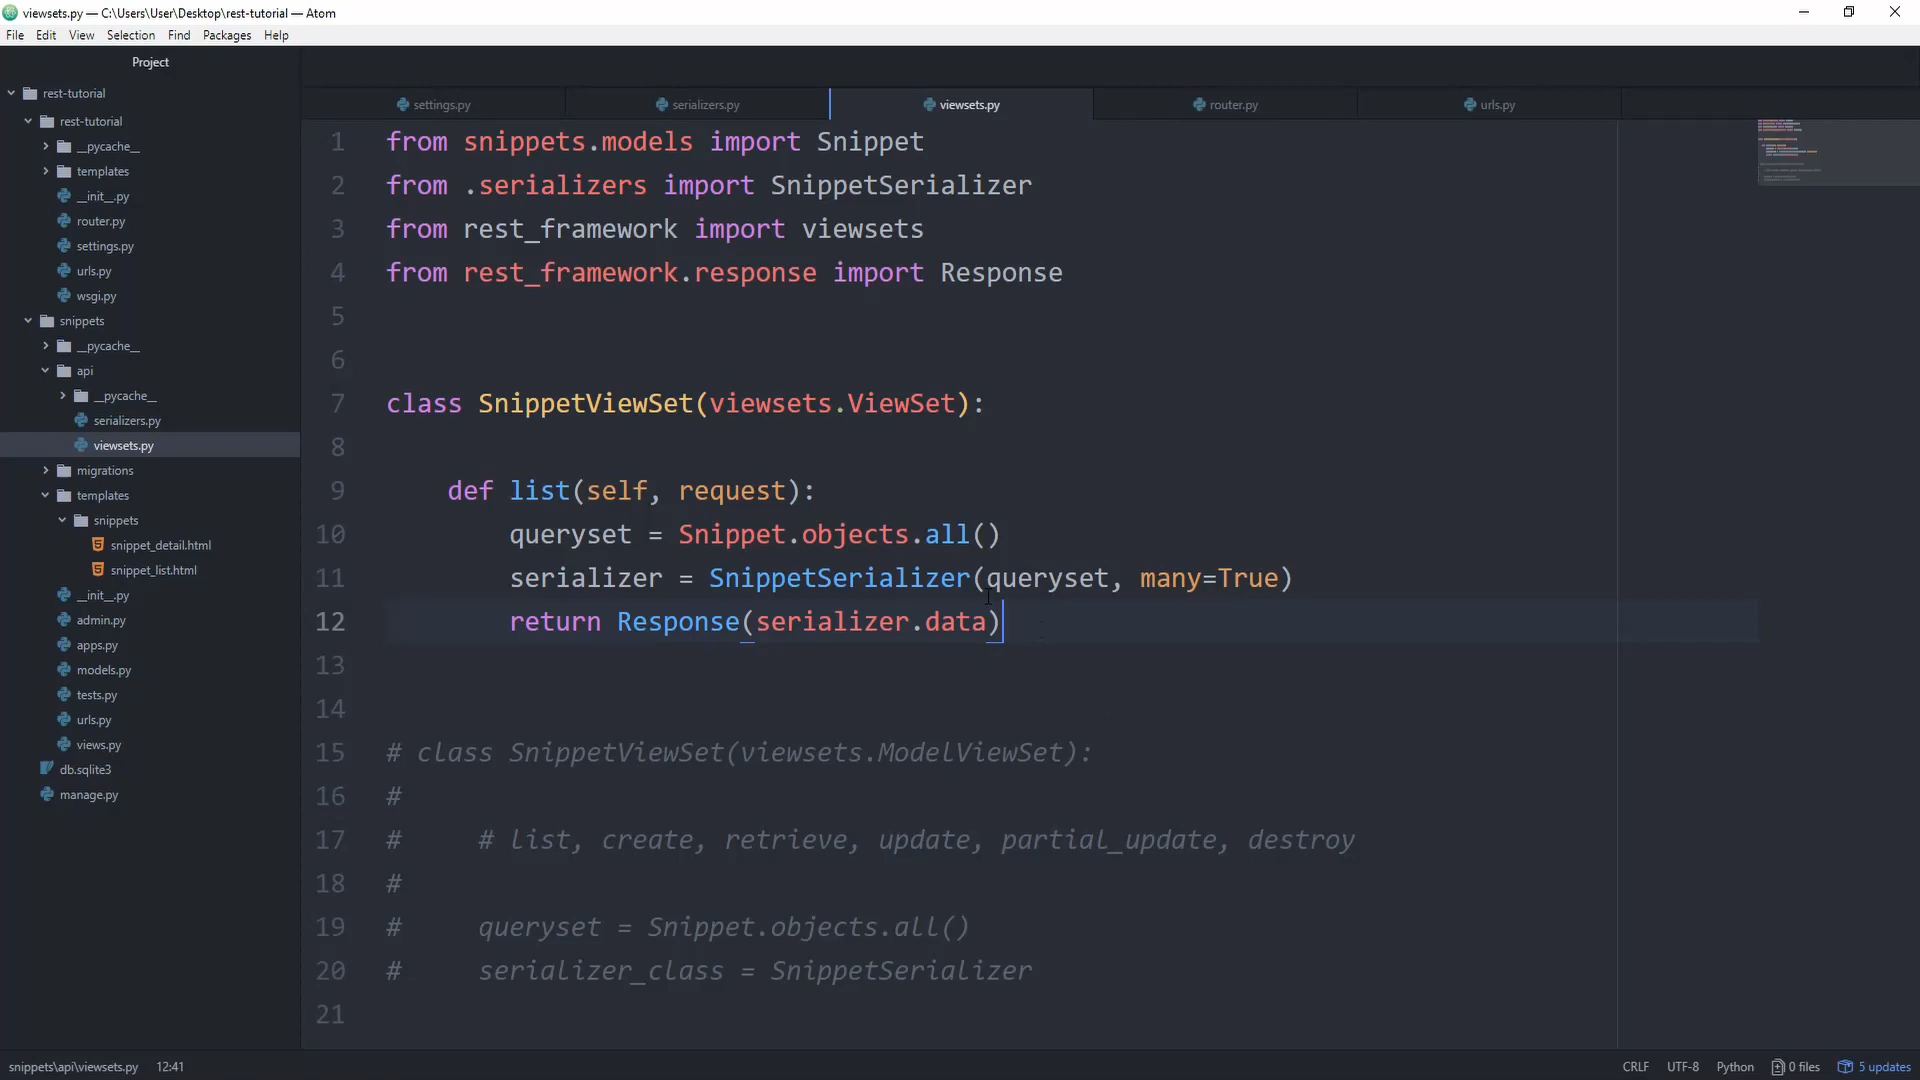 viewsets.py — C:\Users\User\Desktop\rest-tutorial — Atom
File Edit View Selection Find Packages Help
Project
rest-tutorial
rest-tutorial
__pycache__
templates
__init__.py
router.py
settings.py
urls.py
wsgi.py
snippets
__pycache__
api
__pycache__
serializers.py
viewsets.py
migrations
templates
snippets
snippet_detail.html
snippet_list.html
__init__.py
admin.py
apps.py
models.py
tests.py
urls.py
views.py
db.sqlite3
manage.py
settings.py serializers.py viewsets.py router.py urls.py
1 from snippets.models import Snippet
2 from .serializers import SnippetSerializer
3 from rest_framework import viewsets
4 from rest_framework.response import Response
5
6
7 class SnippetViewSet(viewsets.ViewSet):
8
9 def list(self, request):
10 queryset = Snippet.objects.all()
11 serializer = SnippetSerializer(queryset, many=True)
12 return Response(serializer.data)
13
14
15 # class SnippetViewSet(viewsets.ModelViewSet):
16 #
17 # # list, create, retrieve, update, partial_update, destroy
18 #
19 # queryset = Snippet.objects.all()
20 # serializer_class = SnippetSerializer
21
snippets\api\viewsets.py 12:41 CRLF UTF-8 Python 0 files 5 updates